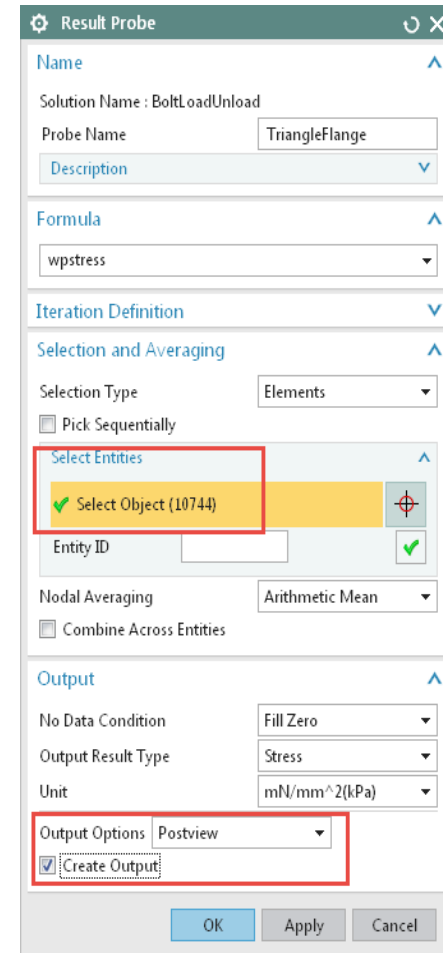 Result Probe
Name
Solution Name : BoltLoadUnload
Probe Name TriangleFlange
Description
Formula
wpstress
Iteration Definition
Selection and Averaging
Selection Type Elements
Pick Sequentially
Select Entities
Select Object (10744)
Entity ID
Nodal Averaging Arithmetic Mean
Combine Across Entities
Output
No Data Condition Fill Zero
Output Result Type Stress
Unit mN/mm^2(kPa)
Output Options Postview
Create Output
OK Apply Cancel